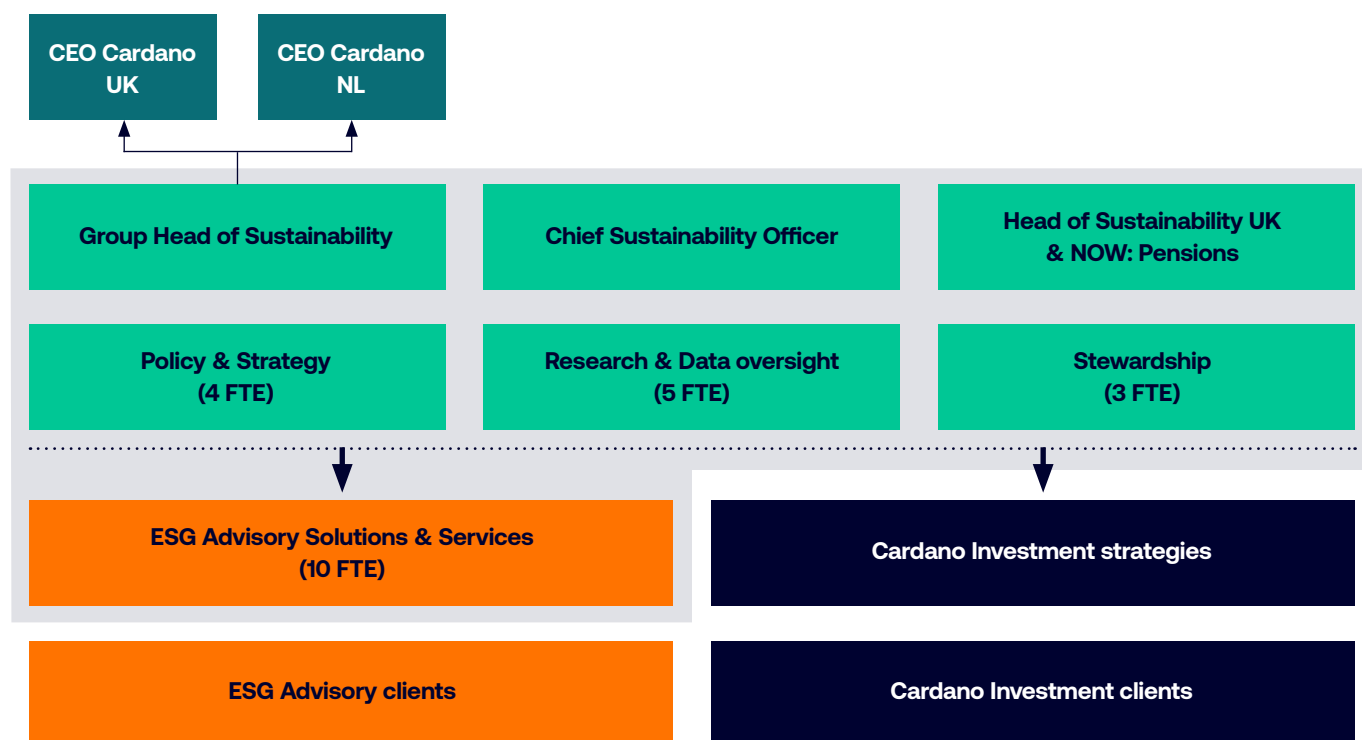 CEO Cardano
UK
CEO Cardano
NL
Group Head of Sustainability
Chief Sustainability Officer
Head of Sustainability UK
& NOW: Pensions
Policy & Strategy
(4 FTE)
Research & Data oversight
(5 FTE)
Stewardship
(3 FTE)
ESG Advisory Solutions & Services
(10 FTE)
Cardano Investment strategies
ESG Advisory clients
Cardano Investment clients